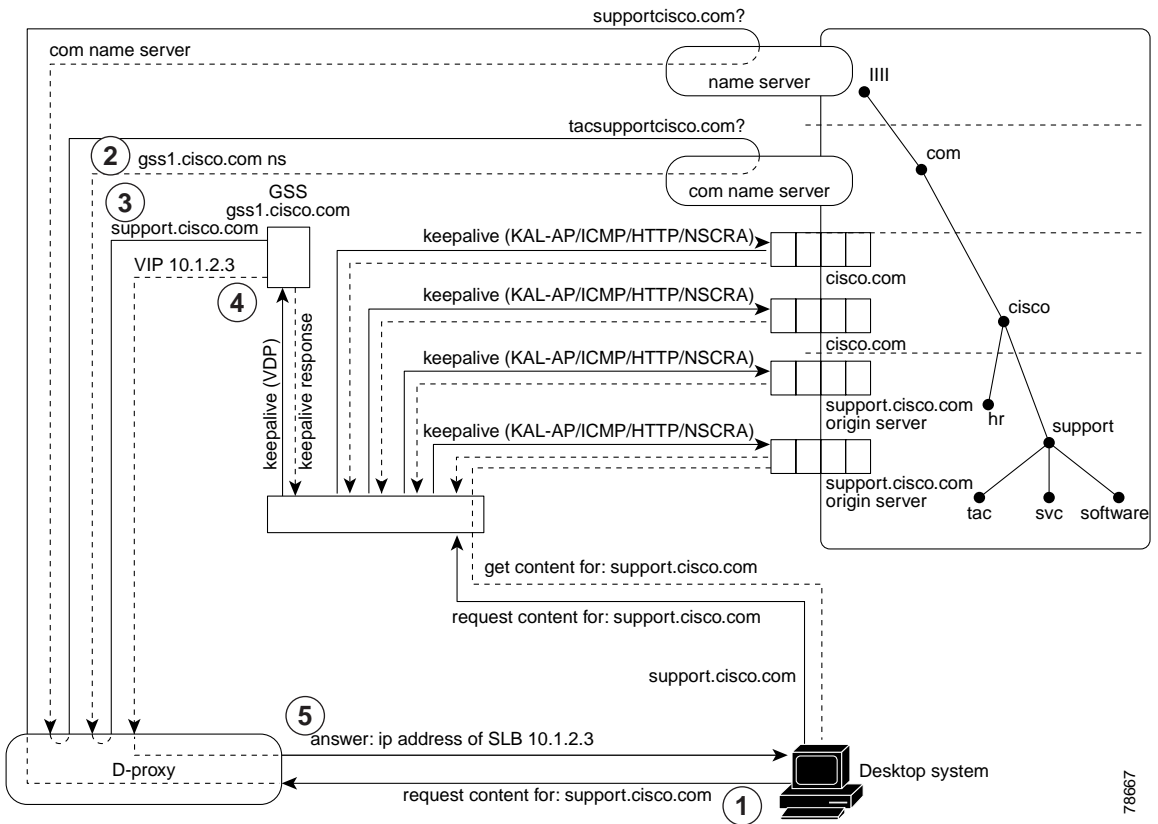 supportcisco.com?
com name server
name server
IIII
tacsupportcisco.com?
2
gss1.cisco.com ns
com name server
com
3
GSS
gss1.cisco.com
support.cisco.com
VIP 10.1.2.3
4
keepalive (VDP)
keepalive response
keepalive (KAL-AP/ICMP/HTTP/NSCRA)
cisco.com
keepalive (KAL-AP/ICMP/HTTP/NSCRA)
cisco.com
cisco
keepalive (KAL-AP/ICMP/HTTP/NSCRA)
support.cisco.com
origin server
hr
keepalive (KAL-AP/ICMP/HTTP/NSCRA)
support.cisco.com
origin server
support
tac
svc
software
get content for: support.cisco.com
request content for: support.cisco.com
support.cisco.com
5
answer: ip address of SLB 10.1.2.3
D-proxy
Desktop system
request content for: support.cisco.com
1
78667